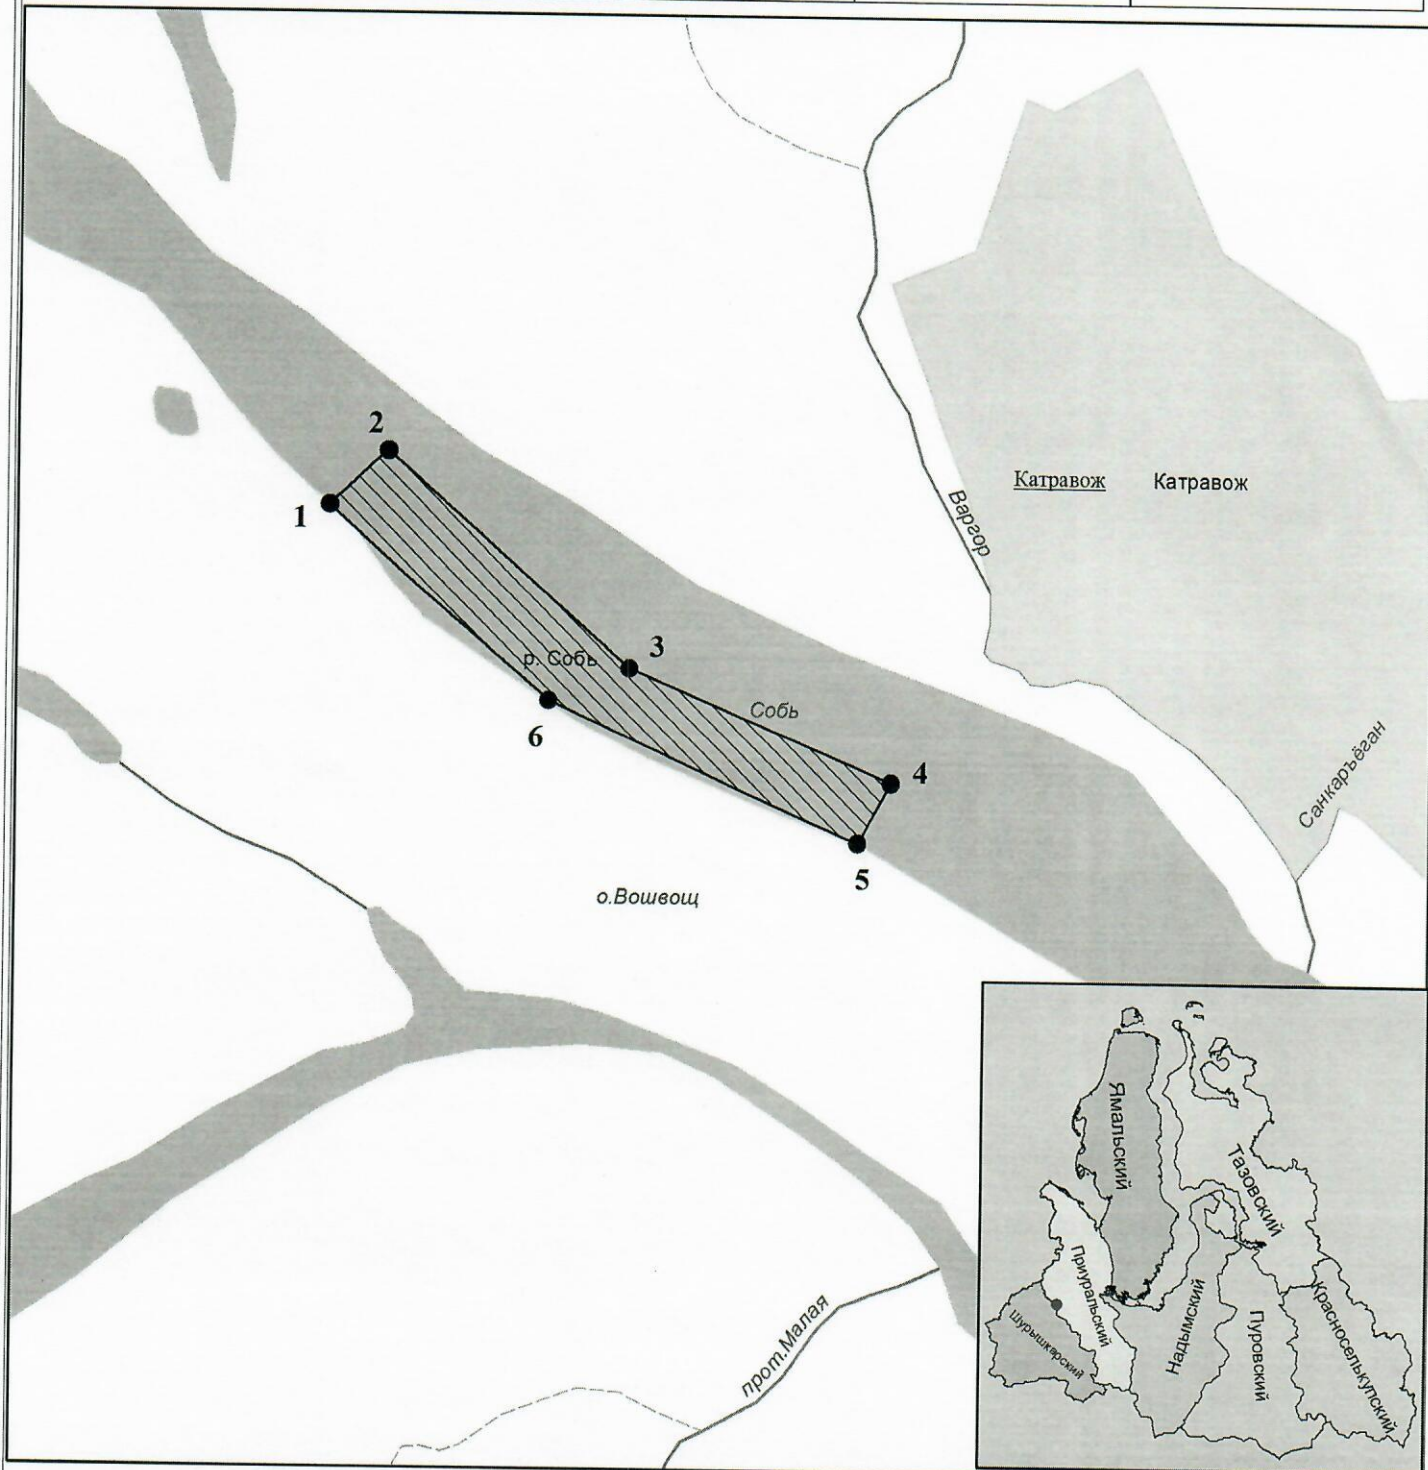 2
Катравож Катравож
1
Варгор
3
р. Собь
Собь
6
4
Санкаръёган
5
о.Вошвощ
Ямальский
Тазовский
Приуральский
Шурышкарский
Надымский
Пуровский
Красноселькупский
прот.Малая